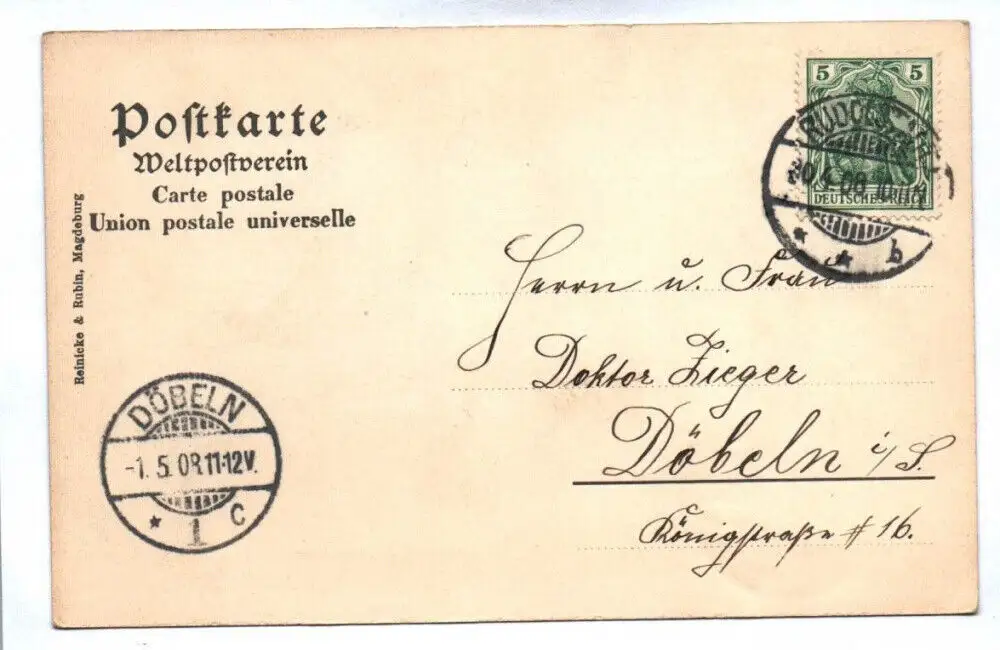 Postkarte
Weltpostverein
Carte postale
Union postale universelle
Reinicke & Rubin, Magdeburg
5 5
DEUTSCHES REICH
b
Herrn u. Frau
Doktor Zieger
Döbeln i/S.
Königstraße # 16.
DÖBELN
-1.5.08.11-12V.
* 1 c